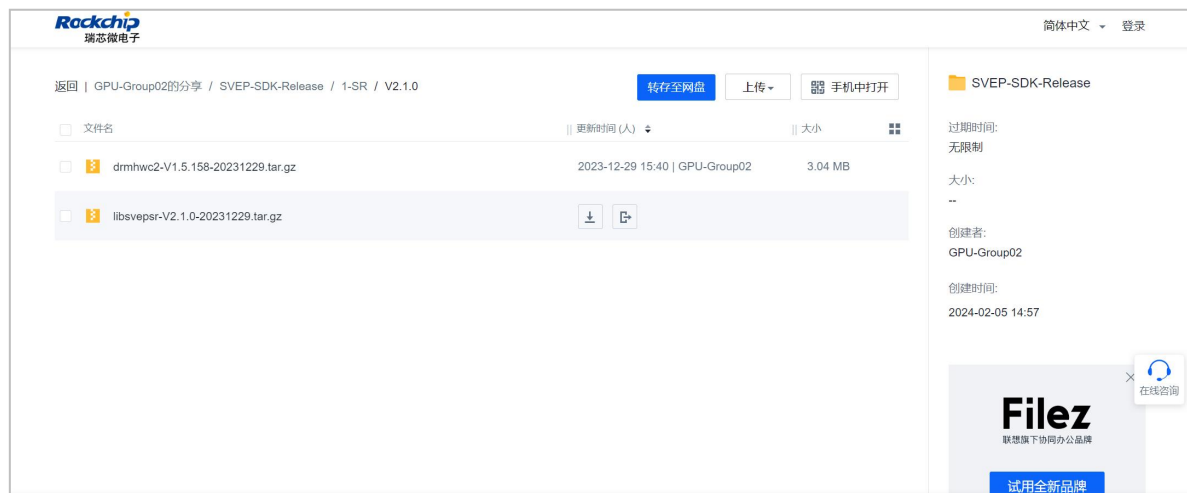 Rockchip
瑞芯微电子
简体中文 登录
返回 | GPU-Group02的分享 / SVEP-SDK-Release / 1-SR / V2.1.0
转存至网盘 上传 手机中打开
文件名 更新时间 (人) 大小
drmhwc2-V1.5.158-20231229.tar.gz 2023-12-29 15:40 | GPU-Group02 3.04 MB
libsvepsr-V2.1.0-20231229.tar.gz
SVEP-SDK-Release
过期时间:
无限制
大小:
--
创建者:
GPU-Group02
创建时间:
2024-02-05 14:57
在线咨询
Filez
联想旗下协同办公品牌
试用全新品牌